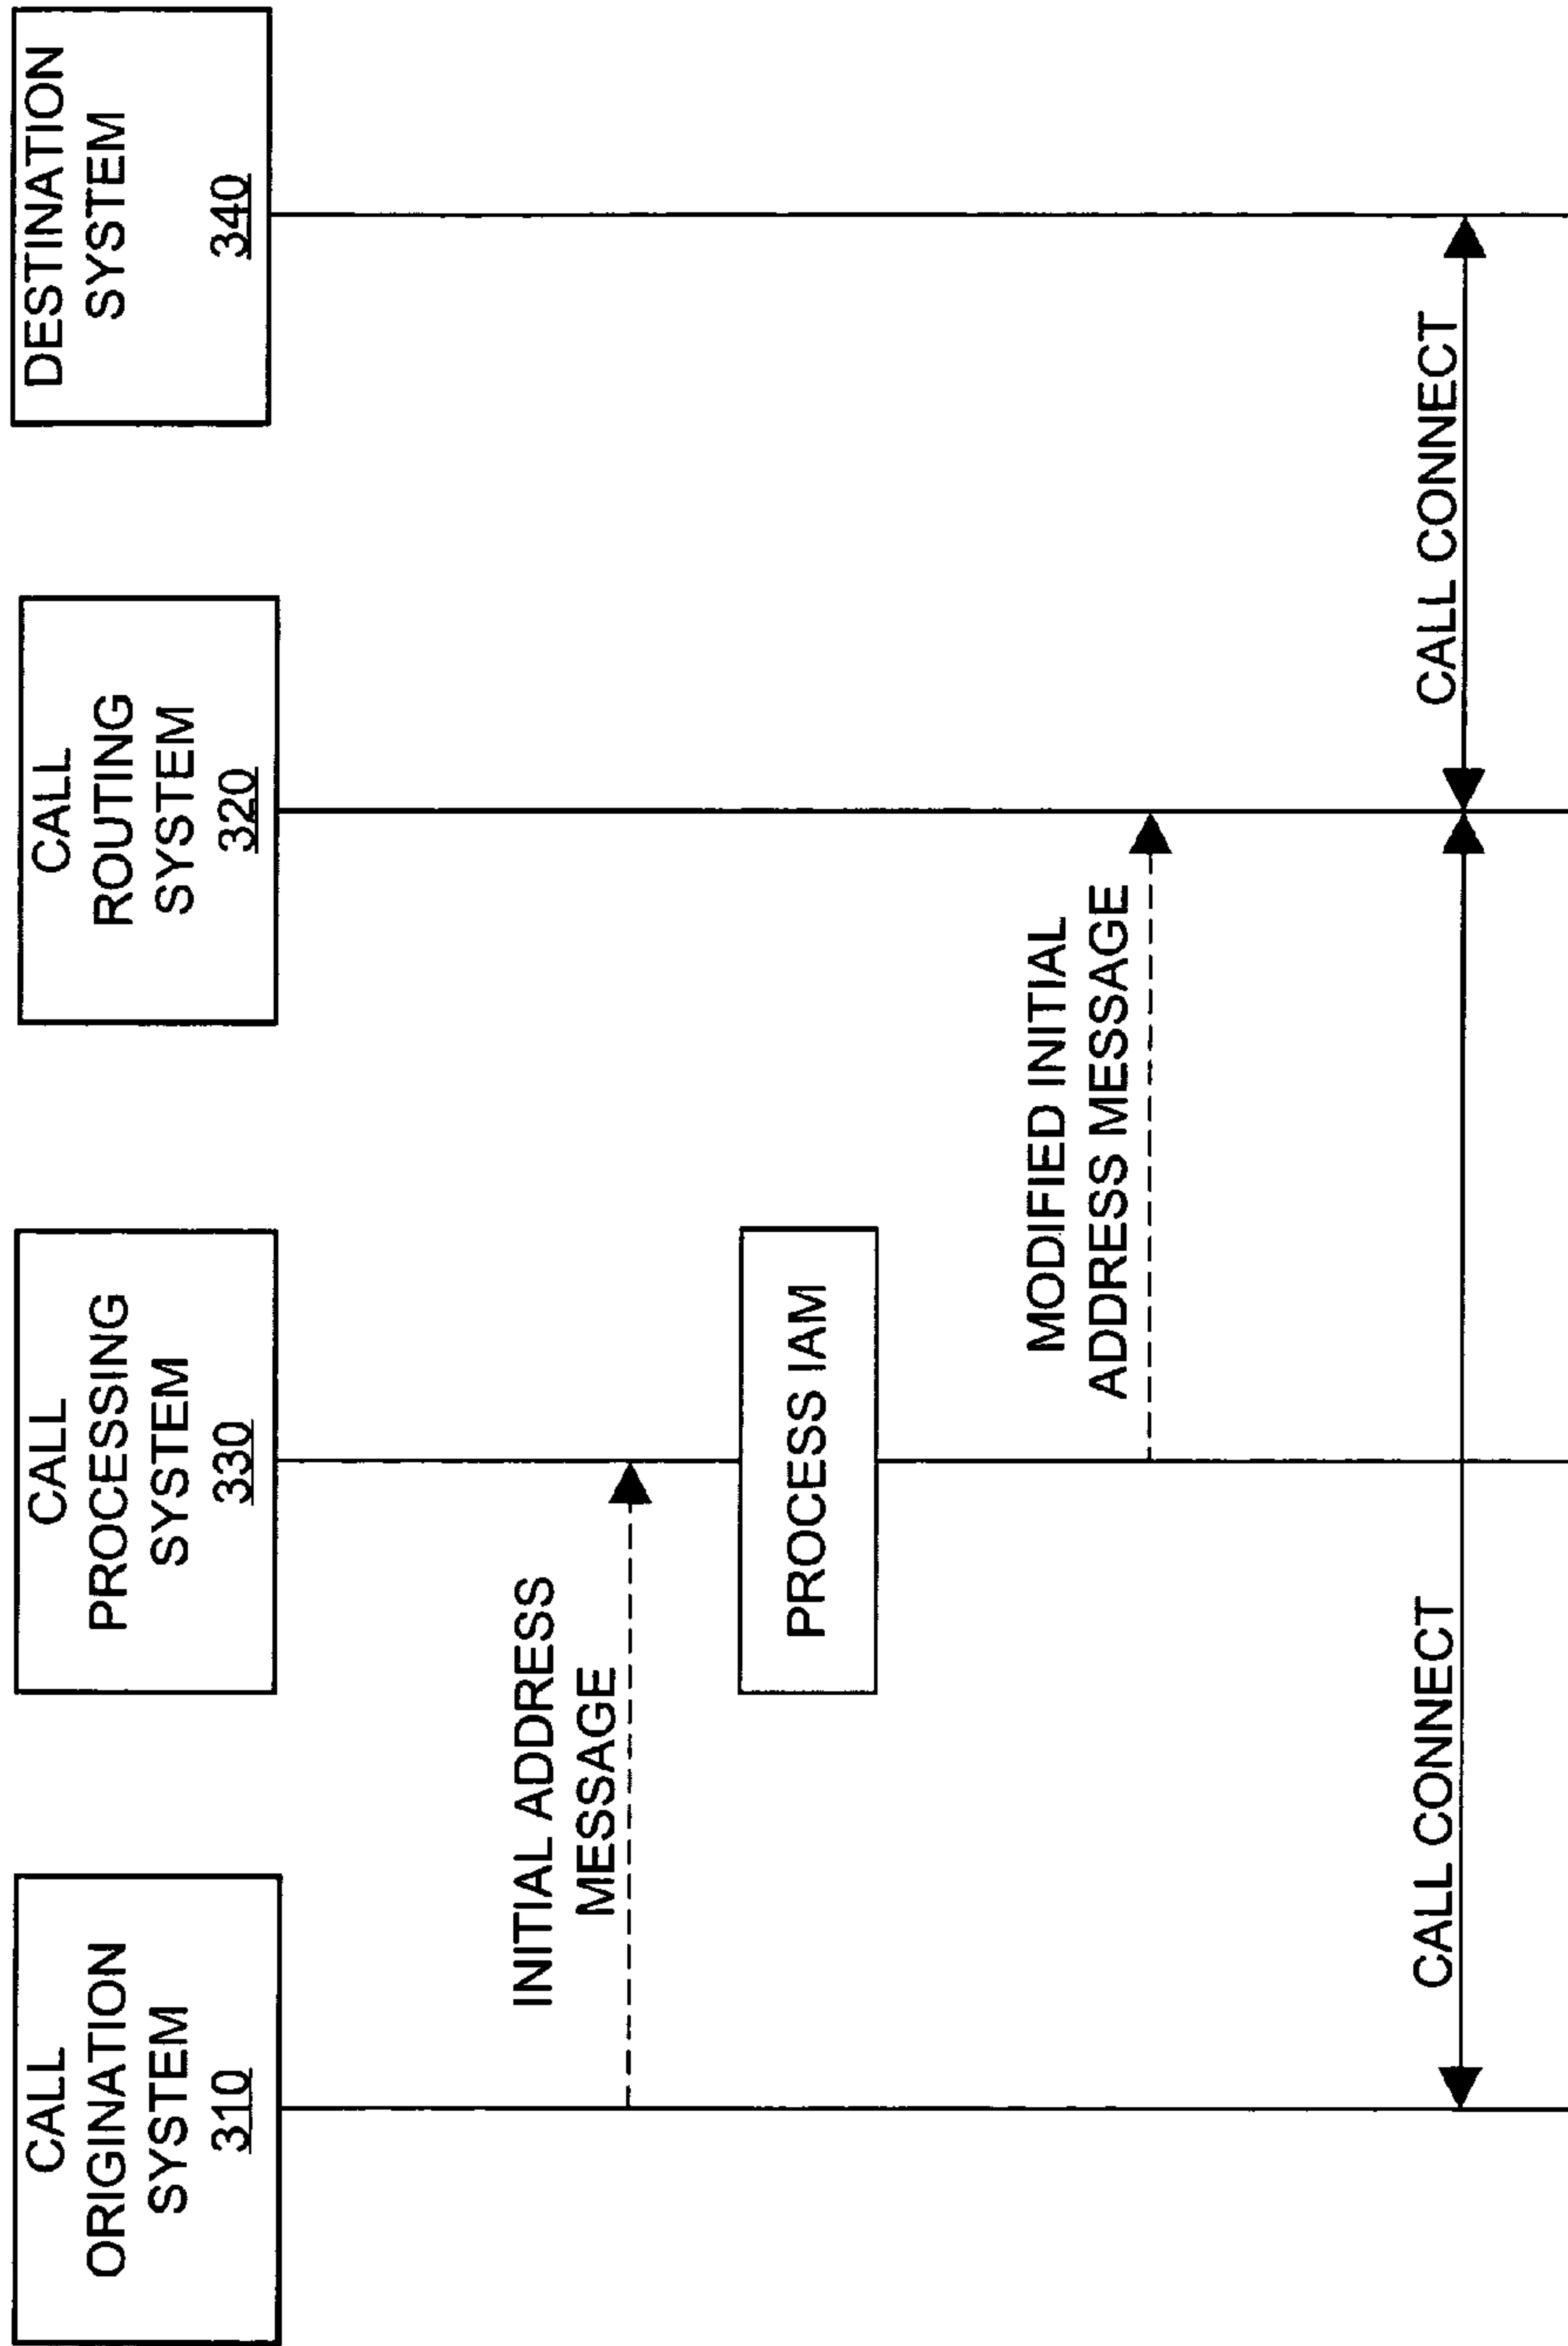 CALL
ORIGINATION
SYSTEM
310
CALL
PROCESSING
SYSTEM
330
CALL
ROUTING
SYSTEM
320
DESTINATION
SYSTEM
340
INITIAL ADDRESS
MESSAGE
PROCESS IAM
MODIFIED INITIAL
ADDRESS MESSAGE
CALL CONNECT
CALL CONNECT